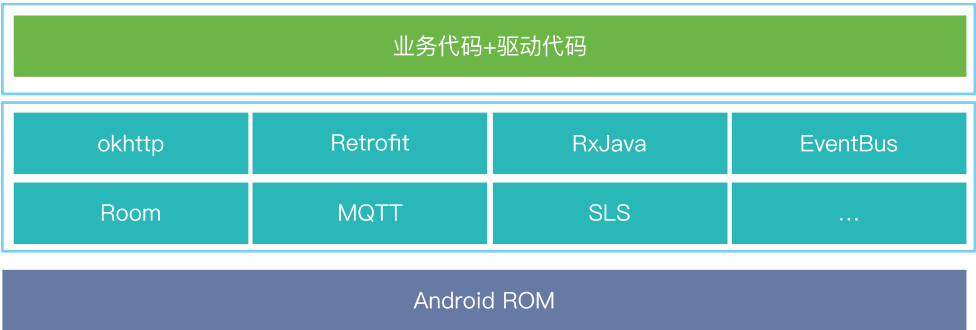 业务代码+驱动代码
okhttp
Retrofit
RxJava
EventBus
Room
MQTT
SLS
...
Android ROM